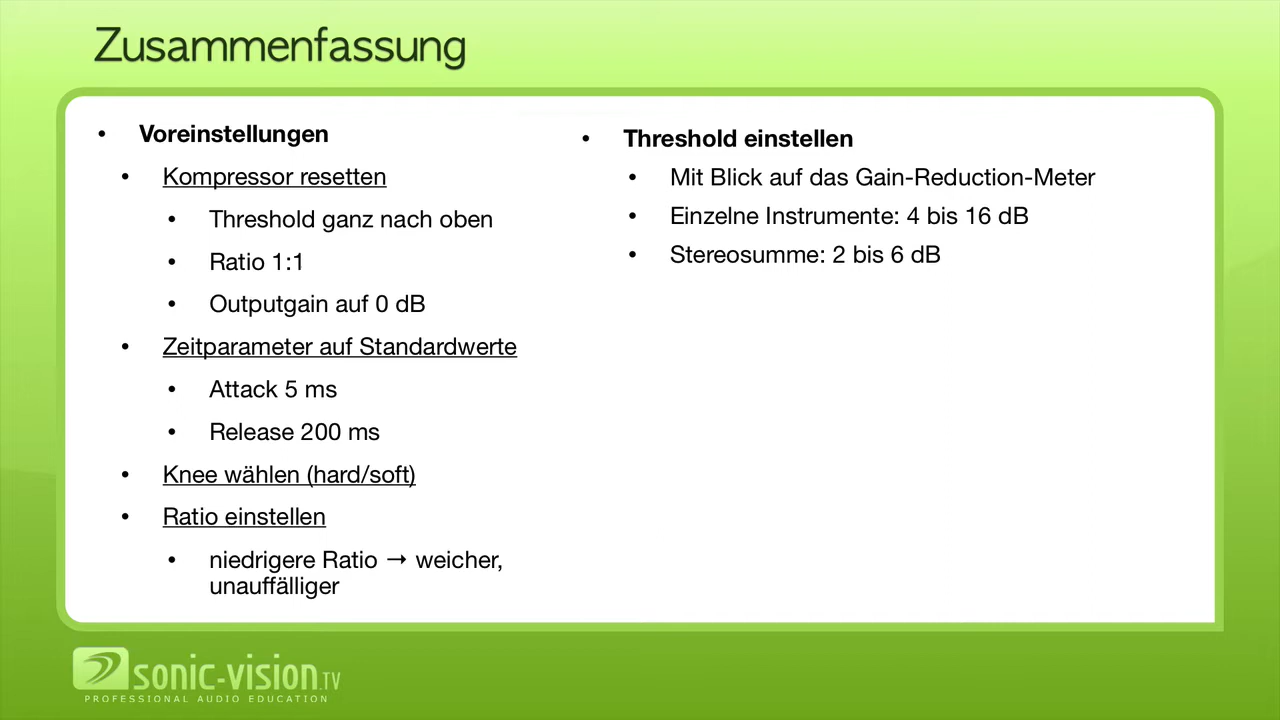 Zusammenfassung
• Voreinstellungen
• Kompressor resetten
• Threshold ganz nach oben
• Ratio 1:1
• Outputgain auf 0 dB
• Zeitparameter auf Standardwerte
• Attack 5 ms
• Release 200 ms
• Knee wählen (hard/soft)
• Ratio einstellen
• niedrigere Ratio → weicher,
unauffälliger
• Threshold einstellen
• Mit Blick auf das Gain-Reduction-Meter
• Einzelne Instrumente: 4 bis 16 dB
• Stereosumme: 2 bis 6 dB
sonic-vision.TV
PROFESSIONAL AUDIO EDUCATION